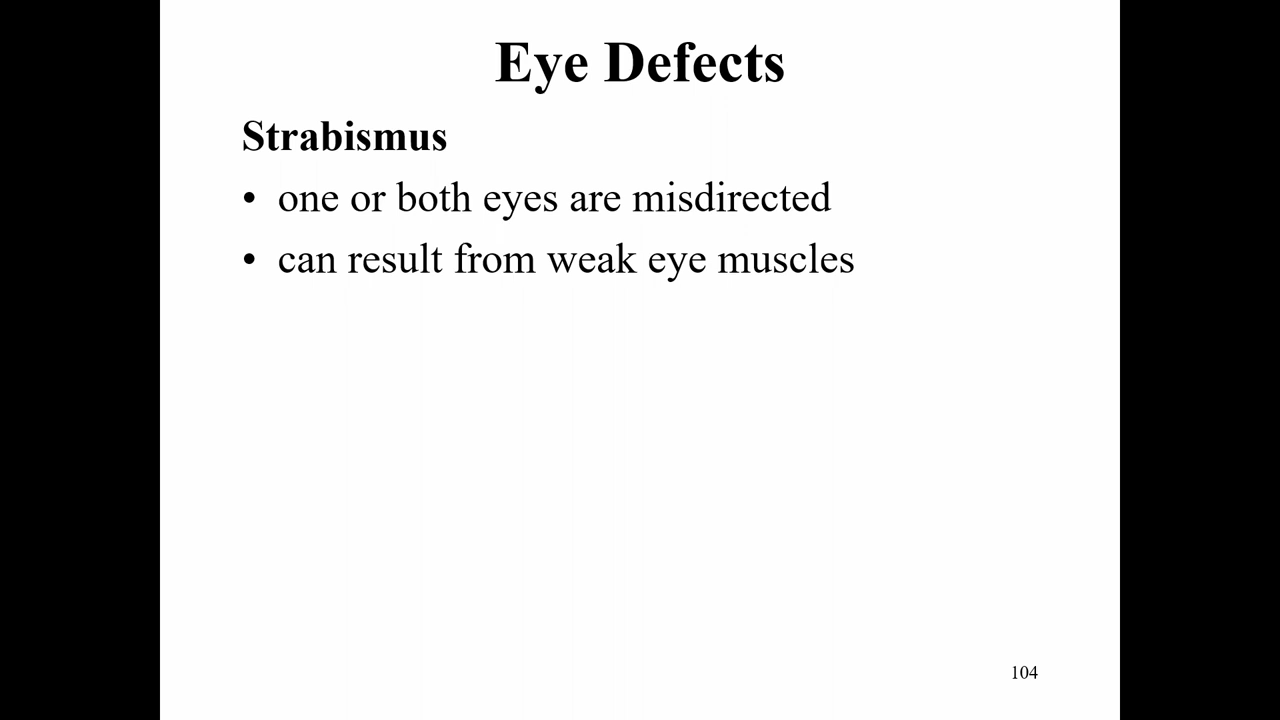 Eye Defects
Strabismus
• one or both eyes are misdirected
• can result from weak eye muscles
104